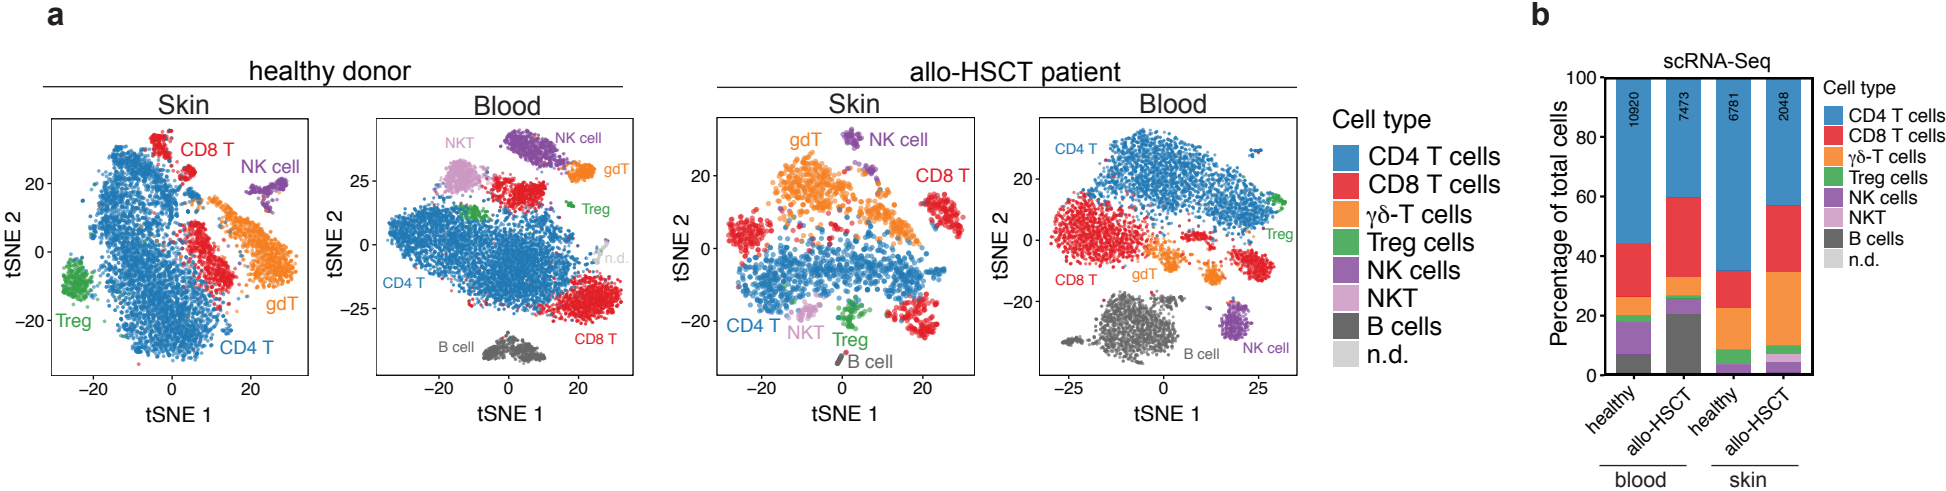 a
healthy donor
Skin
Blood
tSNE 2
20
0
−20
−20
0
20
tSNE 1
CD8 T
NK cell
gdT
Treg
CD4 T
tSNE 2
25
0
−25
−20
0
20
tSNE 1
NKT
NK cell
gdT
Treg
n.d.
CD4 T
CD8 T
B cell
allo-HSCT patient
Skin
Blood
tSNE 2
20
0
−20
−20
0
20
tSNE 1
gdT
NK cell
CD8 T
CD4 T
NKT
Treg
B cell
tSNE 2
20
0
−20
−25
0
25
tSNE 1
CD4 T
Treg
CD8 T
gdT
B cell
NK cell
Cell type
CD4 T cells
CD8 T cells
γδ-T cells
Treg cells
NK cells
NKT
B cells
n.d.
b
scRNA-Seq
Percentage of total cells
100
80
60
40
20
0
10920
7473
6781
2048
healthy
allo-HSCT
healthy
allo-HSCT
blood
skin
Cell type
CD4 T cells
CD8 T cells
γδ-T cells
Treg cells
NK cells
NKT
B cells
n.d.